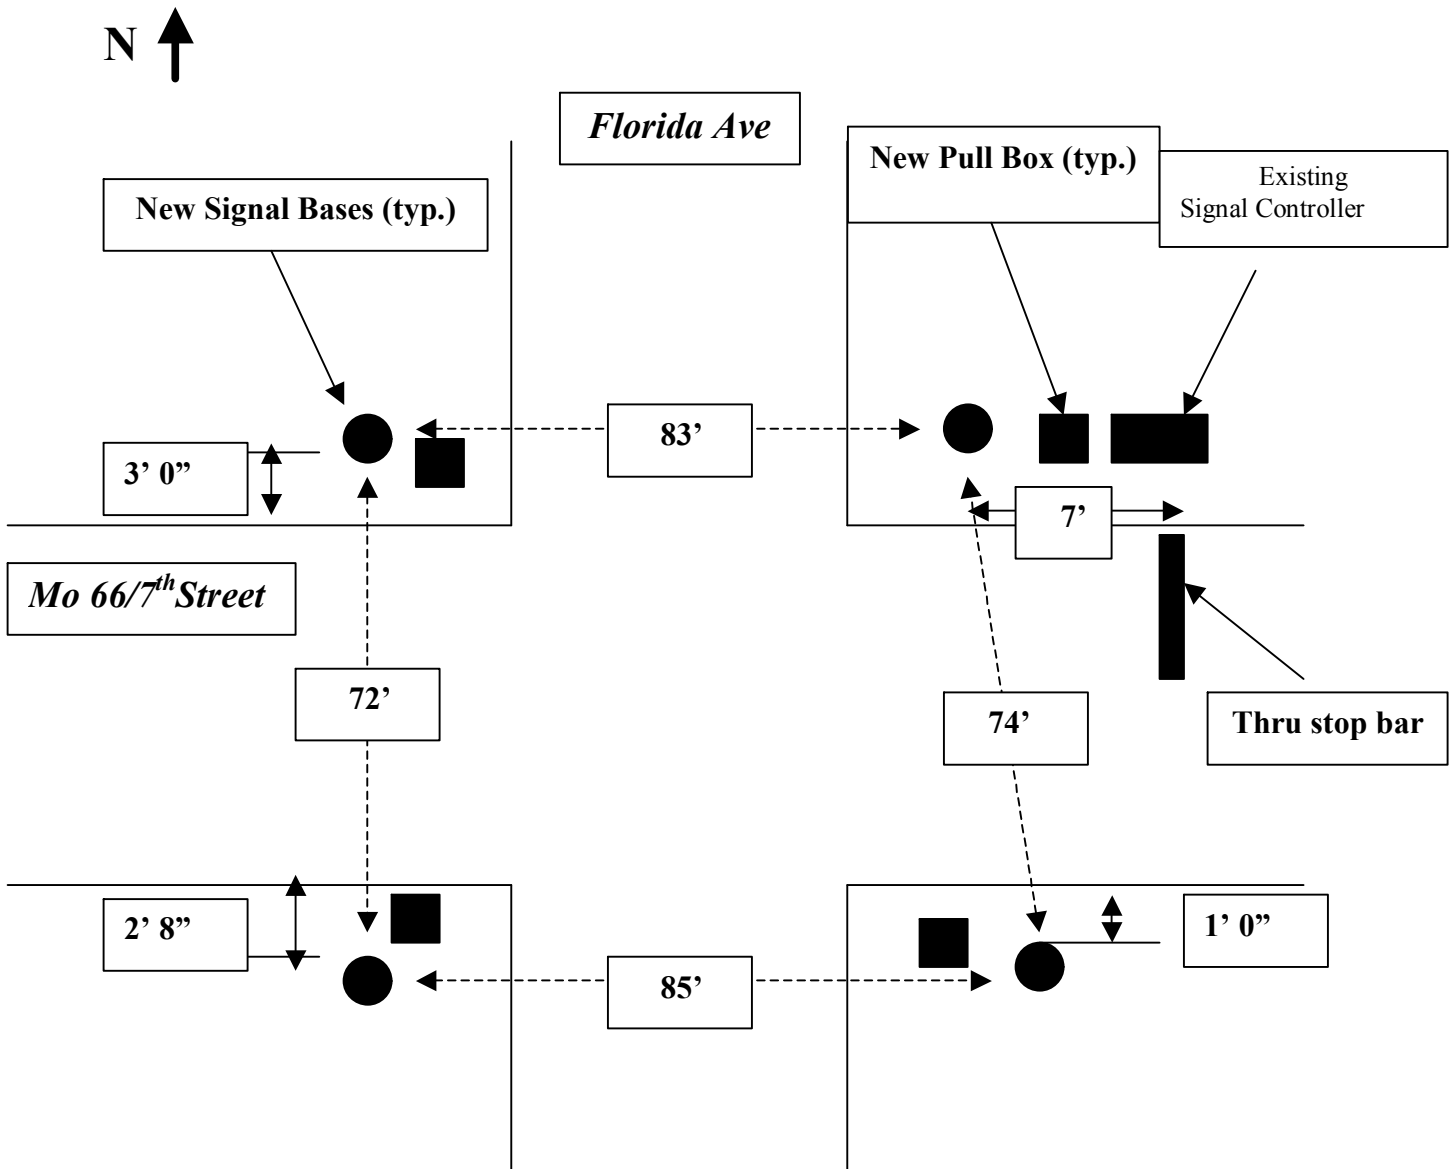 N
Florida Ave
New Pull Box (typ.)
Existing
Signal Controller
New Signal Bases (typ.)
83’
3’ 0”
7’
Mo 66/7th Street
72’
74’
Thru stop bar
2’ 8”
1’ 0”
85’